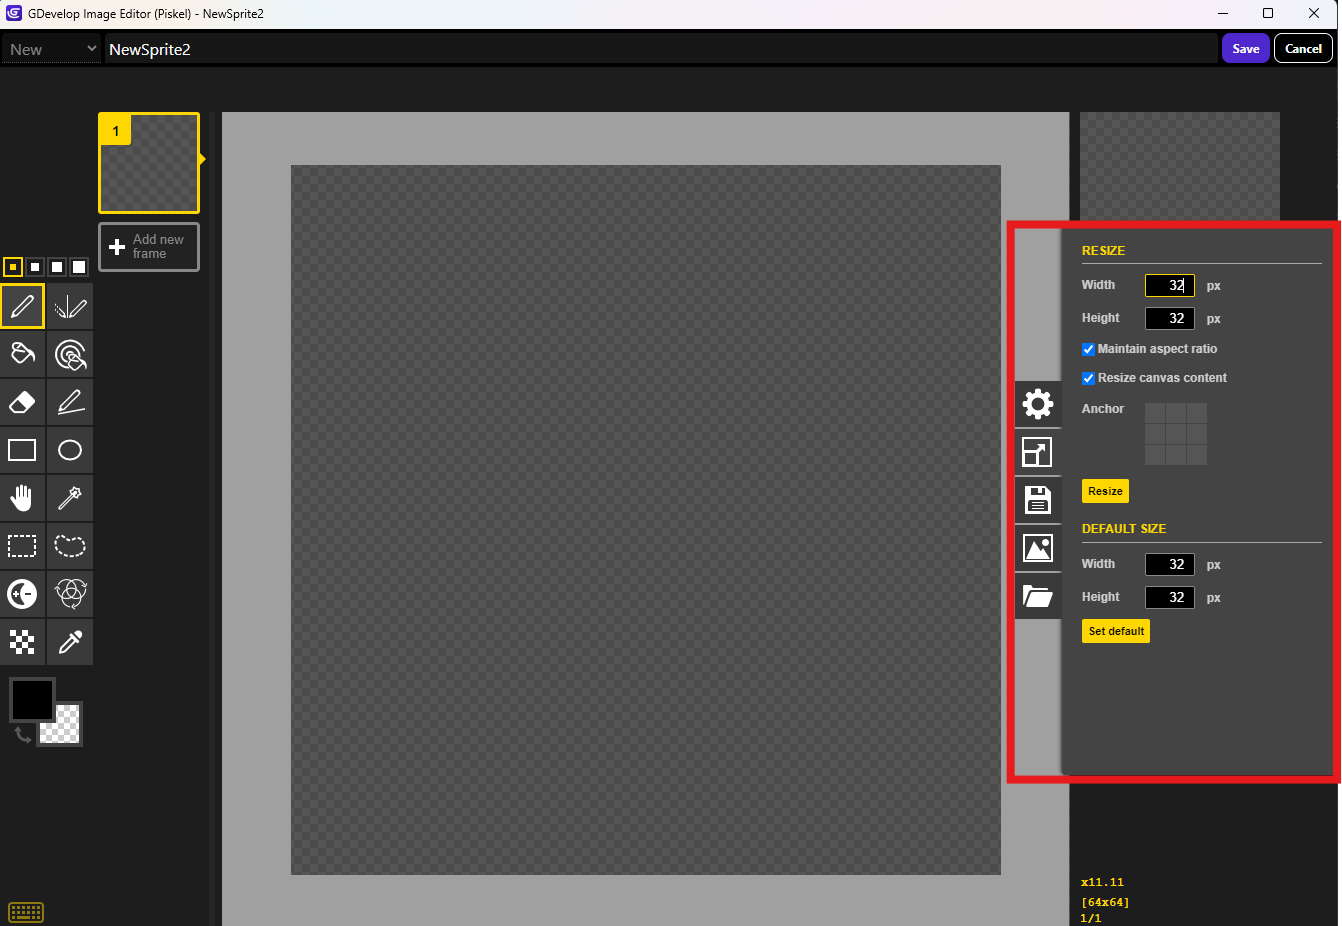 GDevelop Image Editor (Piskel) - NewSprite2
New
NewSprite2
Save
Cancel
1
Add new
frame
RESIZE
Width 32 px
Height 32 px
Maintain aspect ratio
Resize canvas content
Anchor
Resize
DEFAULT SIZE
Width 32 px
Height 32 px
Set default
x11.11
[64x64]
1/1